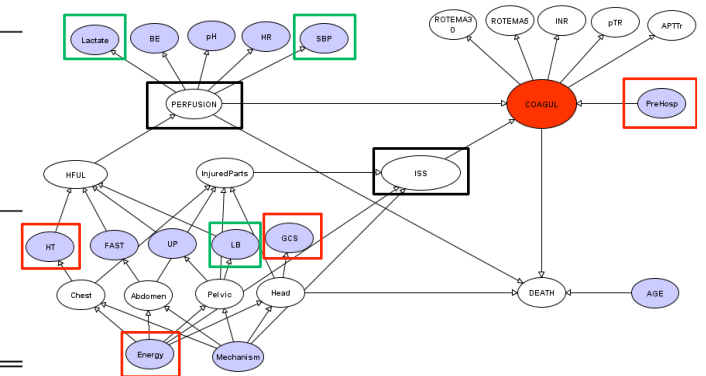 ROTEMA3
0
ROTEMA5
INR
pTR
APTTr
Lactate
BE
pH
HR
SBP
PERFUSION
COAGUL
PreHosp
HFUL
InjuredParts
ISS
HT
FAST
UP
LB
GCS
Chest
Abdomen
Pelvic
Head
DEATH
AGE
Energy
Mechanism